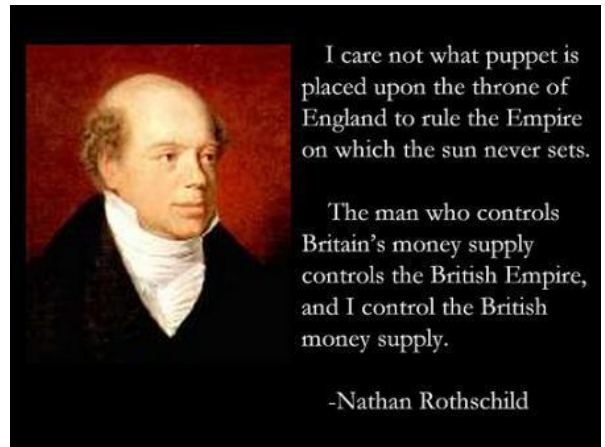 I care not what puppet is
placed upon the throne of
England to rule the Empire
on which the sun never sets.
The man who controls
Britain's money supply
controls the British Empire,
and I control the British
money supply.
-Nathan Rothschild